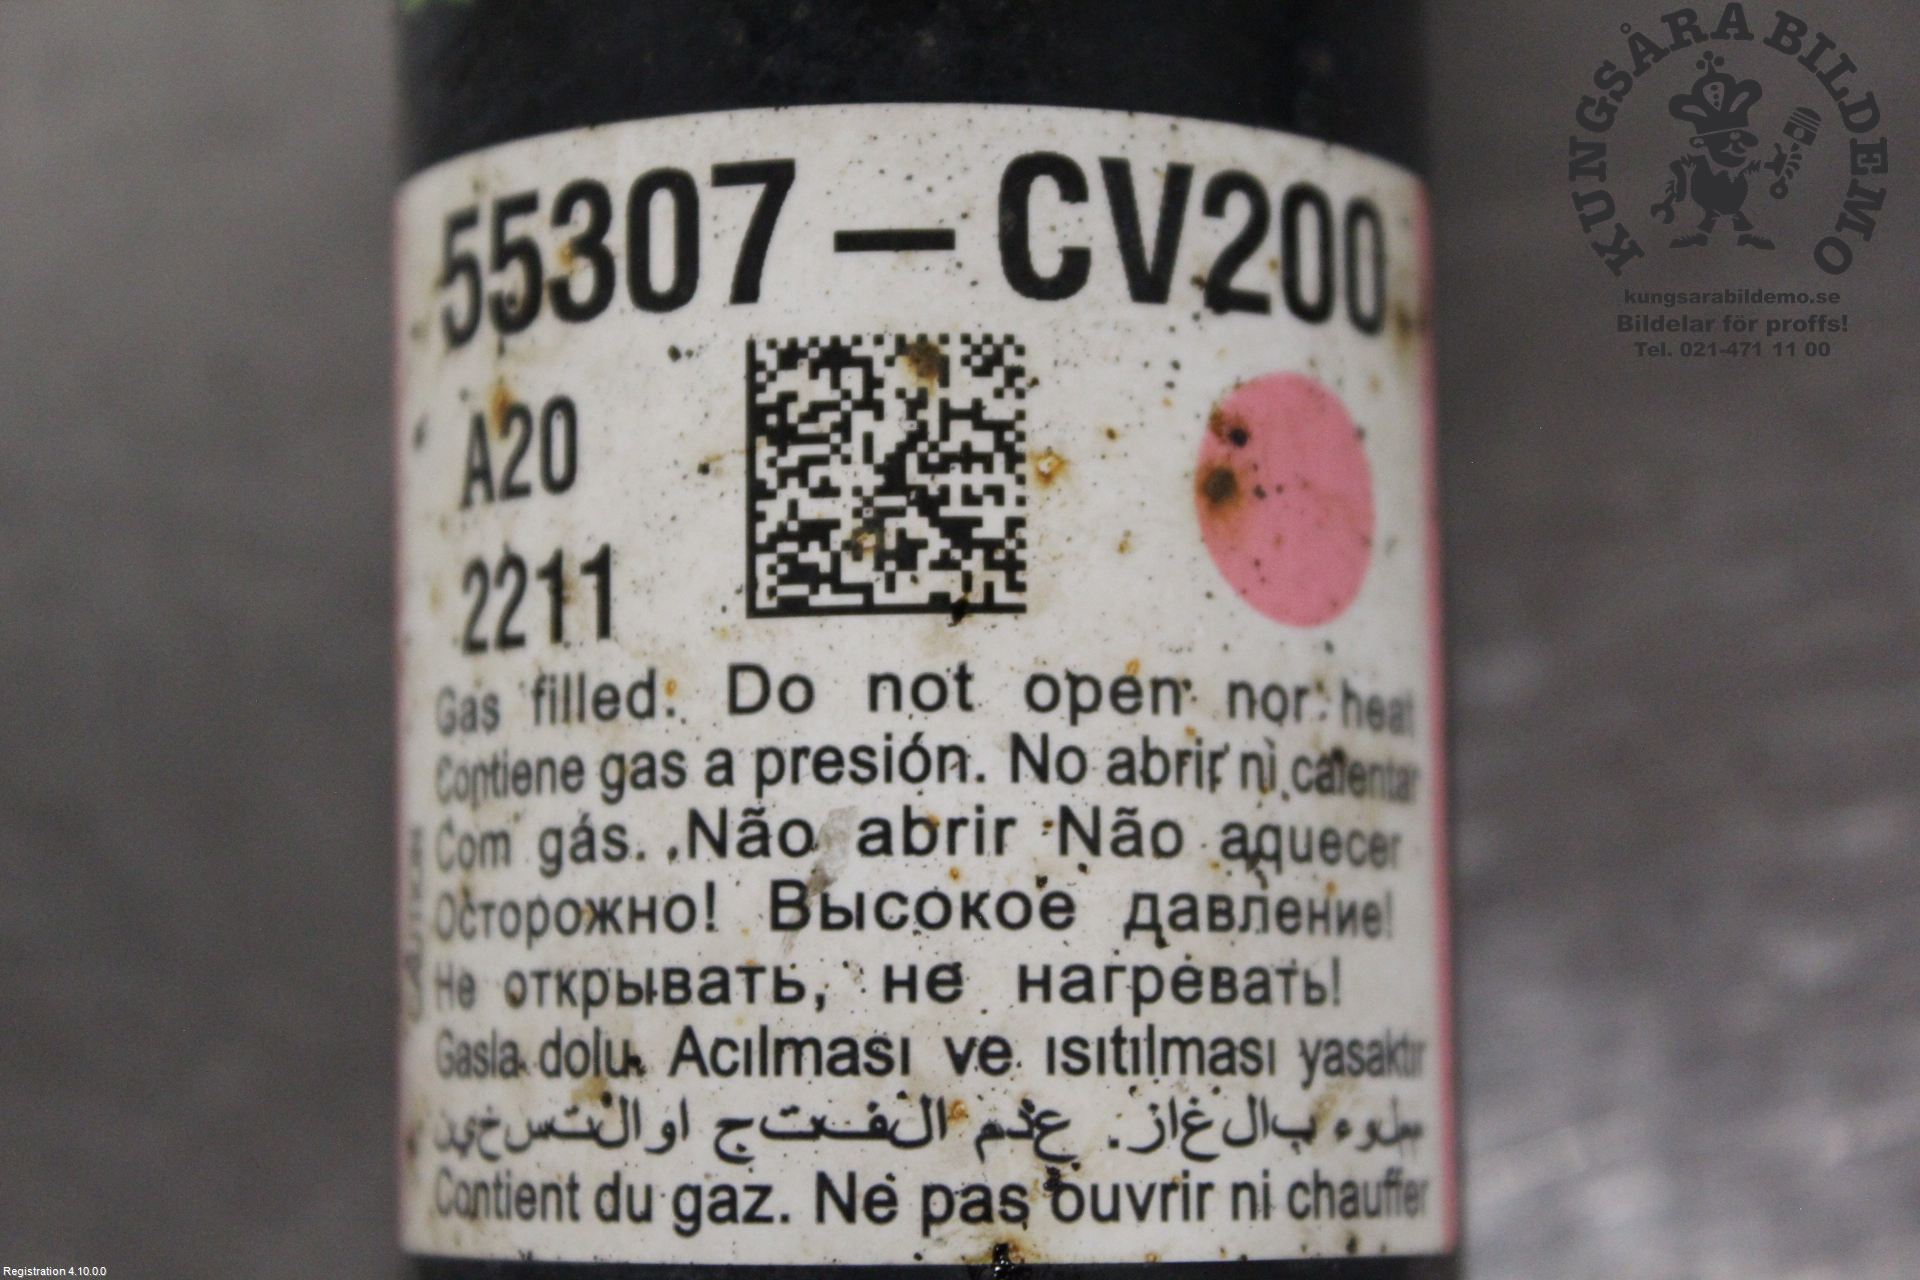 KUNGSÅRA BILDEMO
kungsarabildemo.se
Bildelar för proffs!
Tel. 021-471 11 00
55307-CV200
A20
2211
Gas filled. Do not open nor heat
Contiene gas a presión. No abrir ni calentar
Com gás. Não abrir Não aquecer
Осторожно! Высокое давление!
Не открывать, не нагревать!
Gasla dolu. Acılması ve ısıtılması yasaktır
مملوء بالغاز. عدم الفتح او التسخين
Contient du gaz. Ne pas ouvrir ni chauffer
Registration 4.10.0.0